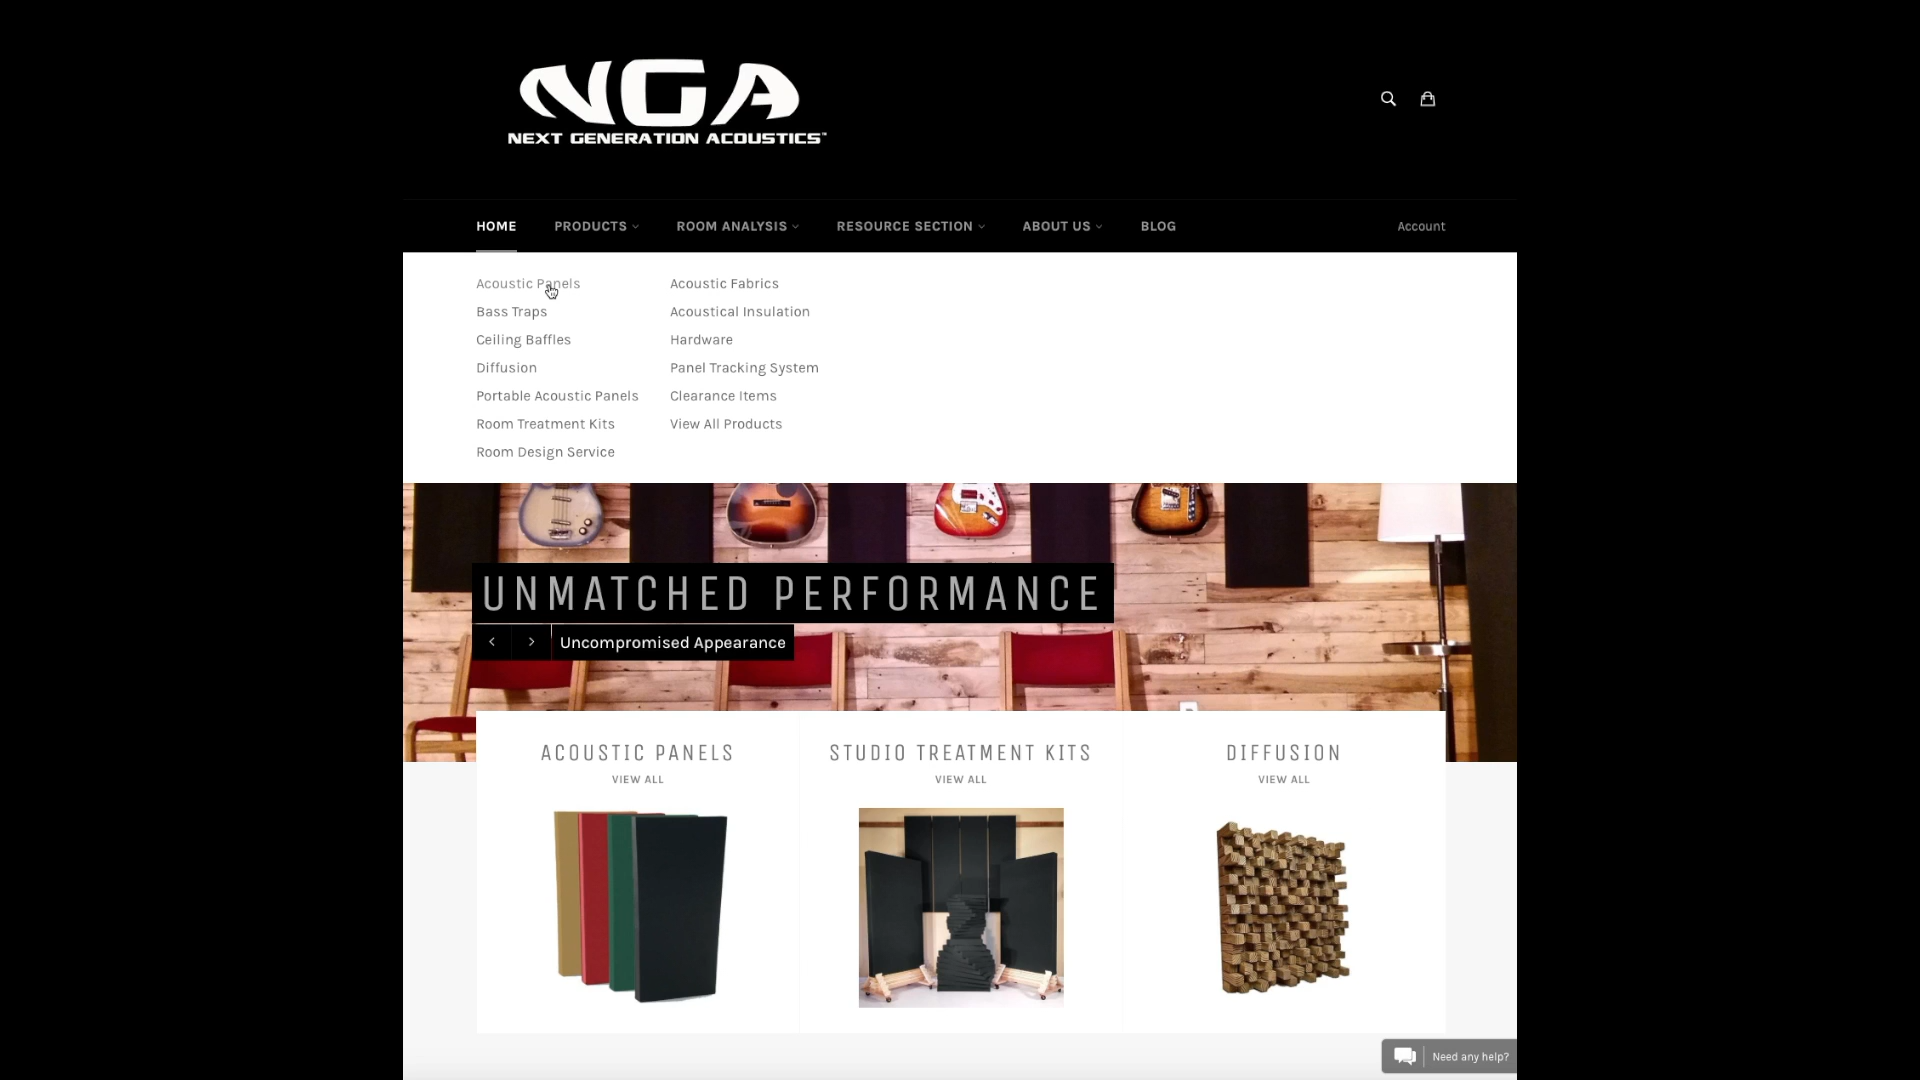 NGA
NEXT GENERATION ACOUSTICS™
HOME PRODUCTS ROOM ANALYSIS RESOURCE SECTION ABOUT US BLOG Account
Acoustic Panels
Bass Traps
Ceiling Baffles
Diffusion
Portable Acoustic Panels
Room Treatment Kits
Room Design Service
Acoustic Fabrics
Acoustical Insulation
Hardware
Panel Tracking System
Clearance Items
View All Products
UNMATCHED PERFORMANCE
Uncompromised Appearance
ACOUSTIC PANELS
VIEW ALL
STUDIO TREATMENT KITS
VIEW ALL
DIFFUSION
VIEW ALL
Need any help?